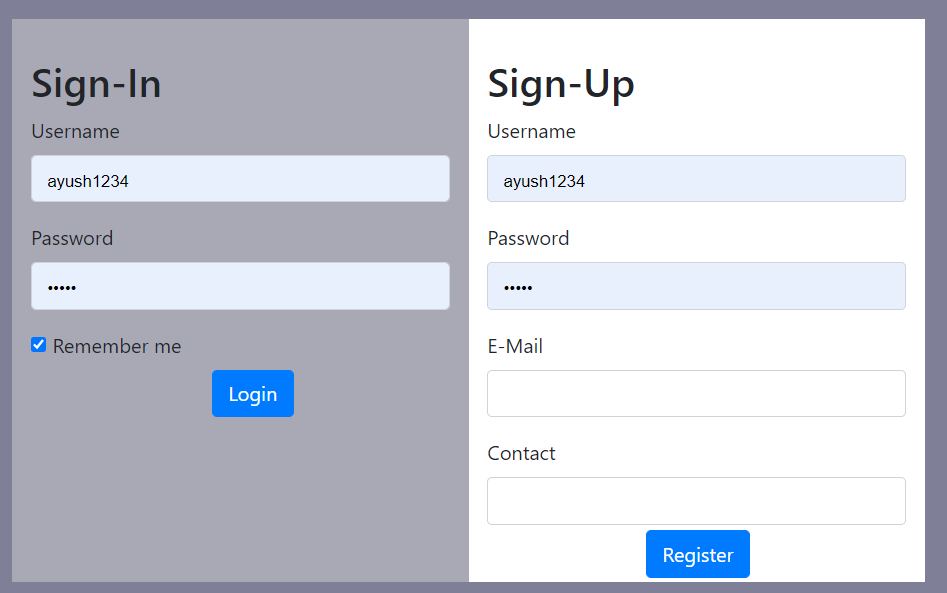 Sign-In
Username
ayush1234
Password
•••••
Remember me
Login
Sign-Up
Username
ayush1234
Password
•••••
E-Mail
Contact
Register